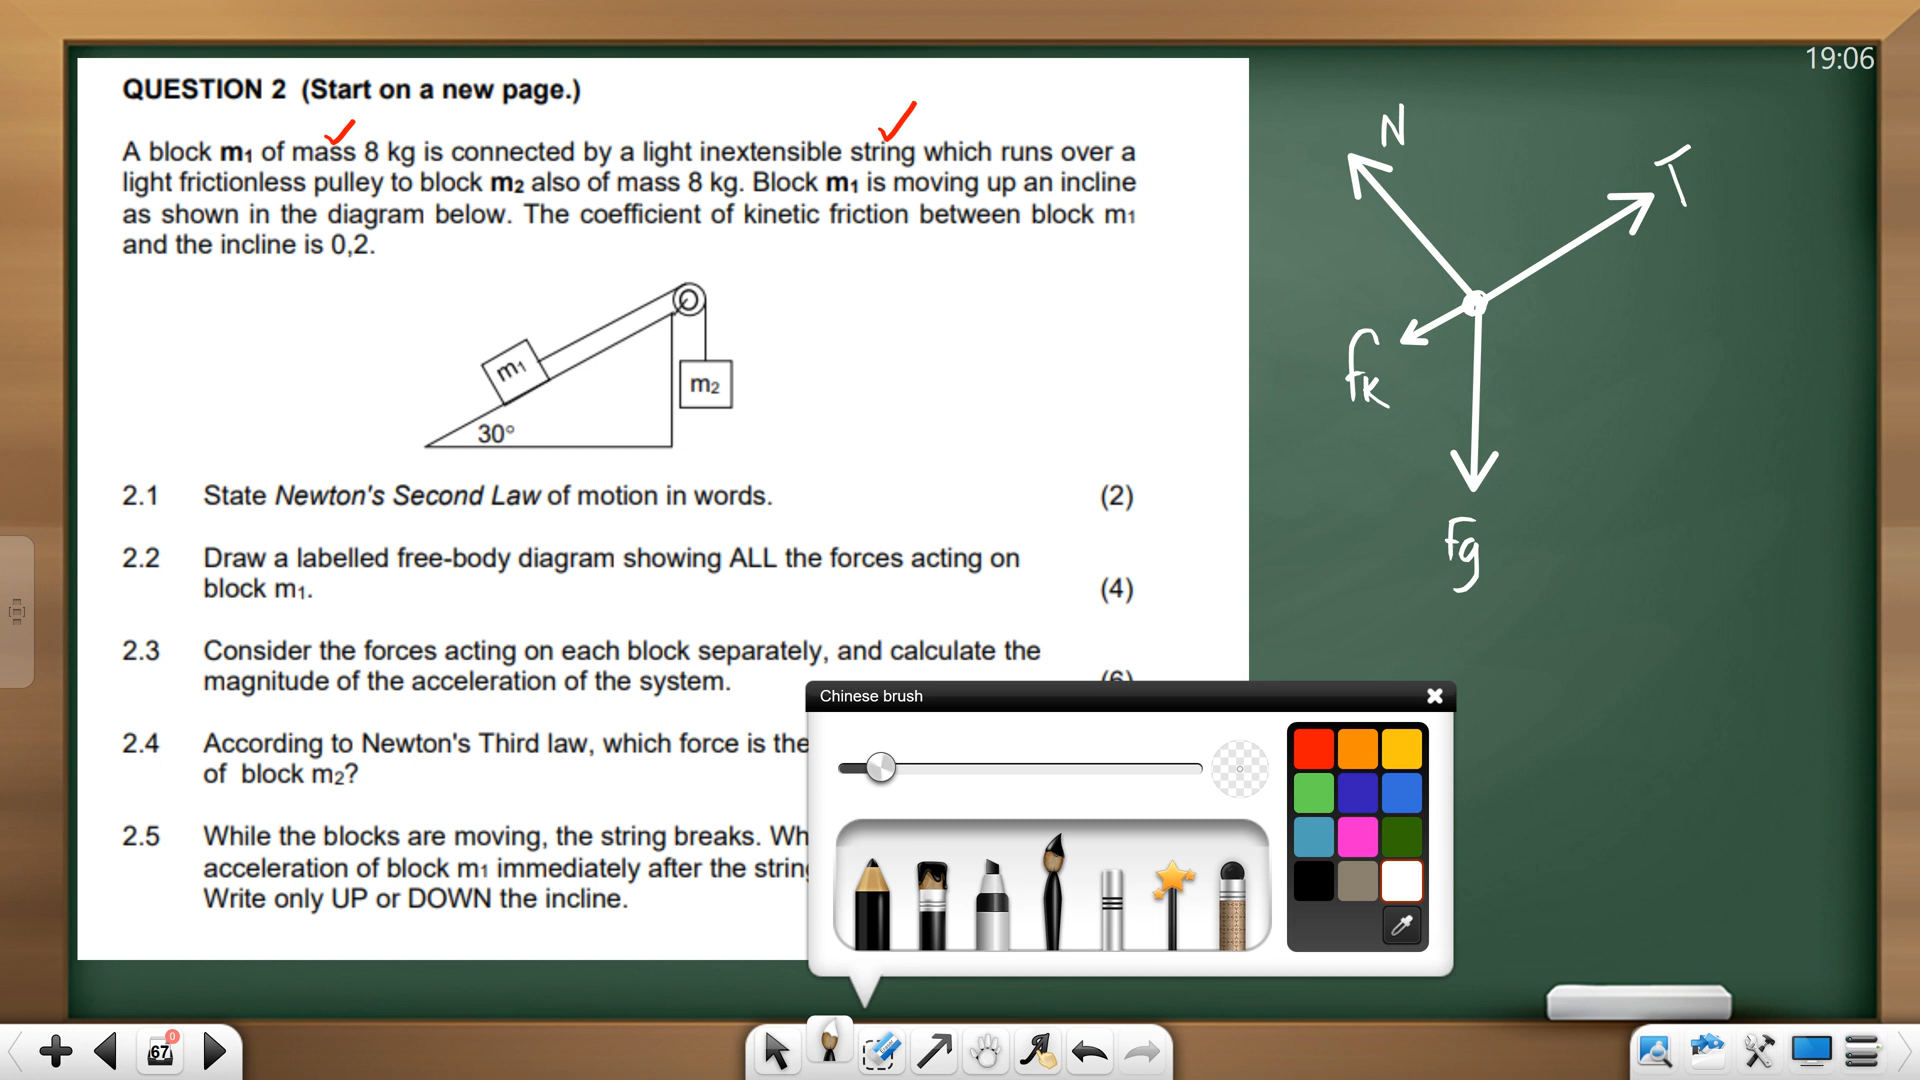 19:06
QUESTION 2 (Start on a new page.)
A block m1 of mass 8 kg is connected by a light inextensible string which runs over a
light frictionless pulley to block m2 also of mass 8 kg. Block m1 is moving up an incline
as shown in the diagram below. The coefficient of kinetic friction between block m1
and the incline is 0,2.
m1
m2
30°
2.1 State Newton's Second Law of motion in words. (2)
2.2 Draw a labelled free-body diagram showing ALL the forces acting on
block m1. (4)
2.3 Consider the forces acting on each block separately, and calculate the
magnitude of the acceleration of the system. (6)
2.4 According to Newton's Third law, which force is the
of block m2?
2.5 While the blocks are moving, the string breaks. Wh
acceleration of block m1 immediately after the string
Write only UP or DOWN the incline.
N
T
fk
Fg
Chinese brush
67
0